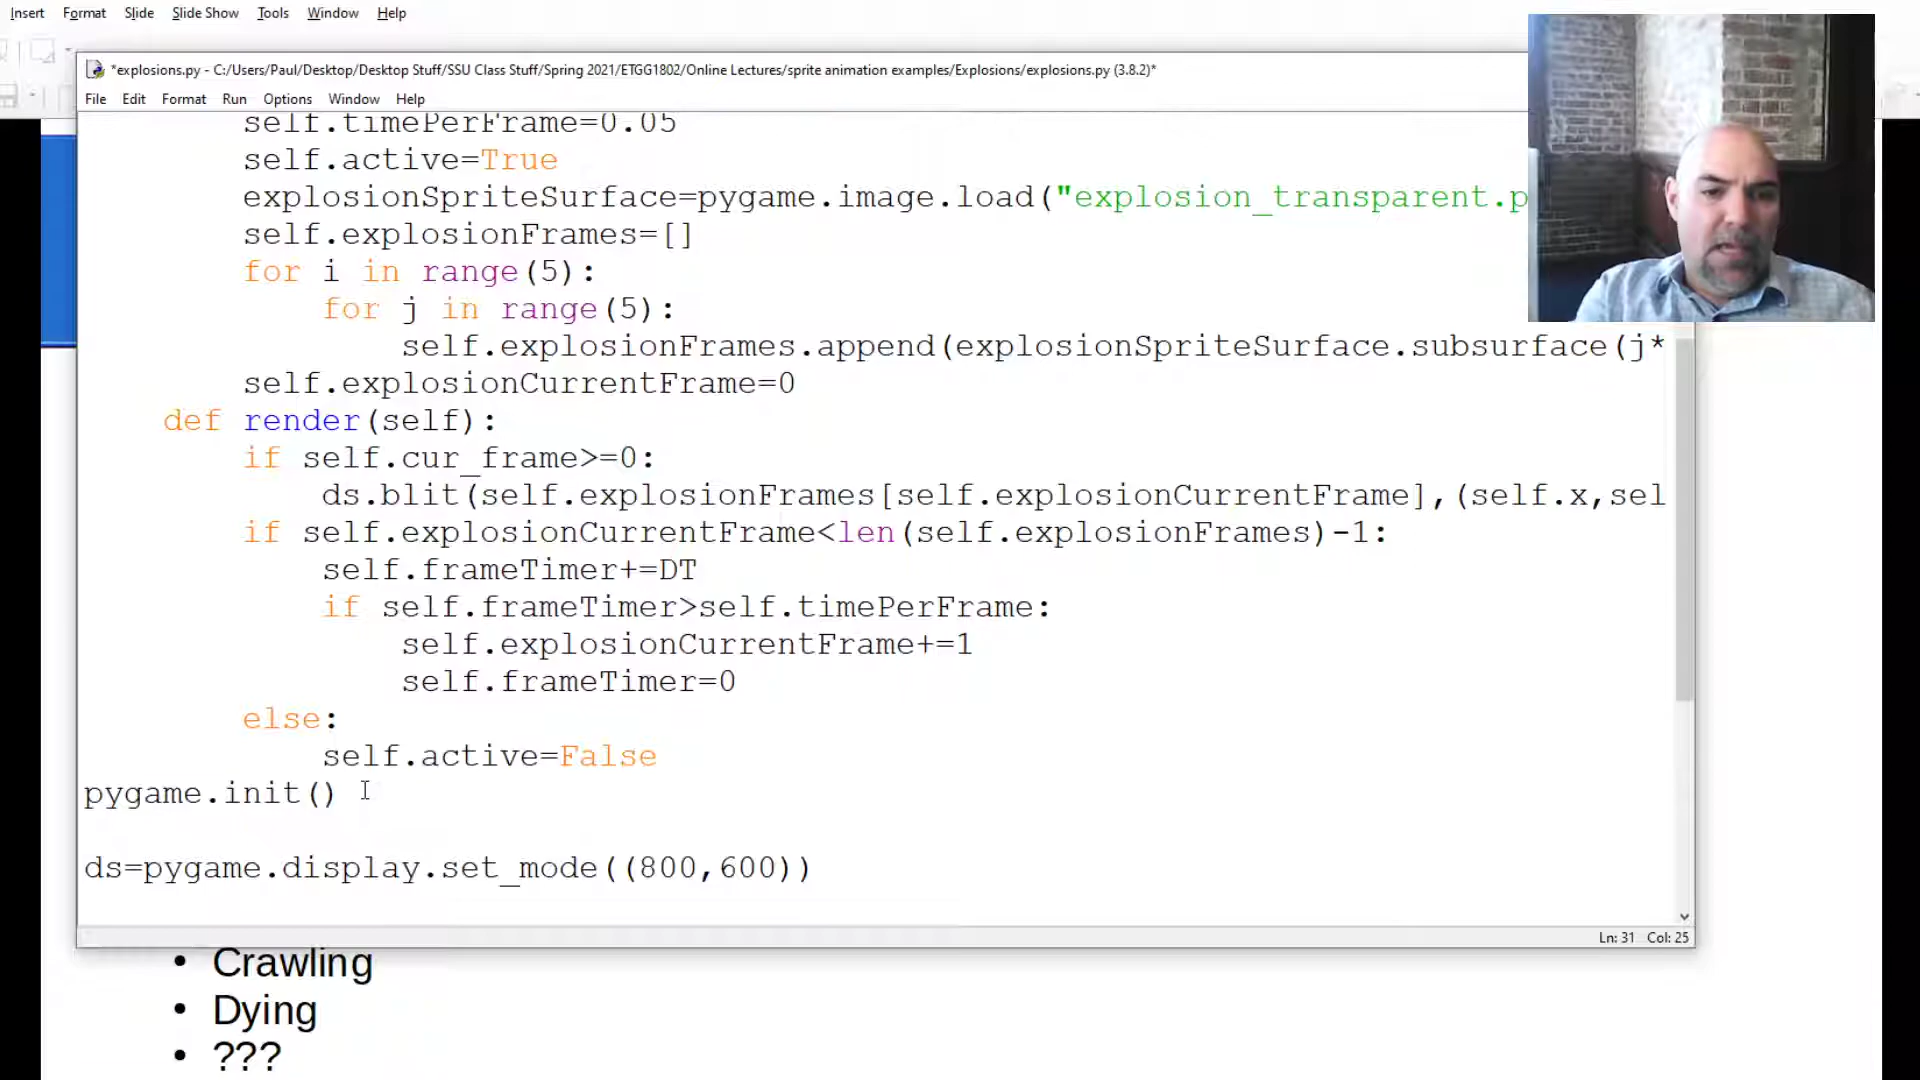 Insert Format Slide Slide Show Tools Window Help
*explosions.py - C:/Users/Paul/Desktop/Desktop Stuff/SSU Class Stuff/Spring 2021/ETGG1802/Online Lectures/sprite animation examples/Explosions/explosions.py (3.8.2)*
File Edit Format Run Options Window Help
self.timePerFrame=0.05
self.active=True
explosionSpriteSurface=pygame.image.load("explosion_transparent.p
self.explosionFrames=[]
for i in range(5):
for j in range(5):
self.explosionFrames.append(explosionSpriteSurface.subsurface(j*
self.explosionCurrentFrame=0
def render(self):
if self.cur_frame>=0:
ds.blit(self.explosionFrames[self.explosionCurrentFrame],(self.x,sel
if self.explosionCurrentFrame<len(self.explosionFrames)-1:
self.frameTimer+=DT
if self.frameTimer>self.timePerFrame:
self.explosionCurrentFrame+=1
self.frameTimer=0
else:
self.active=False
pygame.init()
ds=pygame.display.set_mode((800,600))
Ln: 31 Col: 25
• Crawling
• Dying
• ???